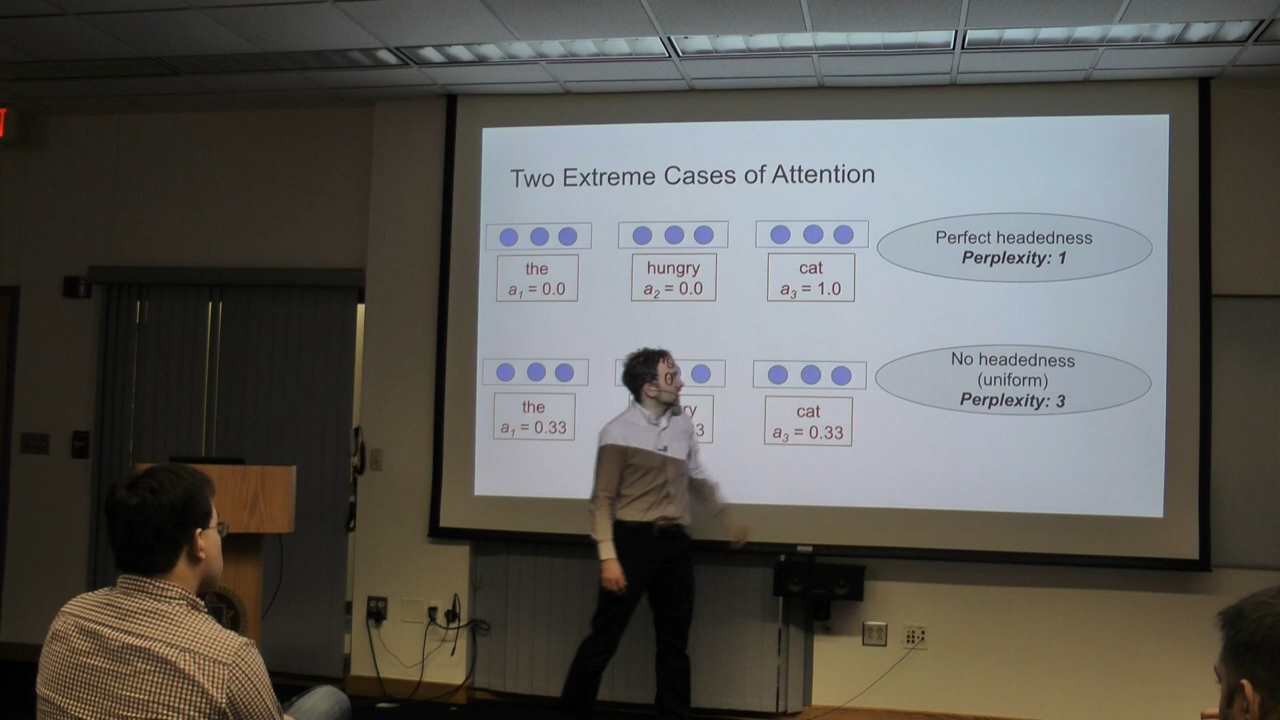 Two Extreme Cases of Attention
the
a₁ = 0.0
hungry
a₂ = 0.0
cat
a₃ = 1.0
Perfect headedness
Perplexity: 1
the
a₁ = 0.33
cat
a₃ = 0.33
No headedness
(uniform)
Perplexity: 3